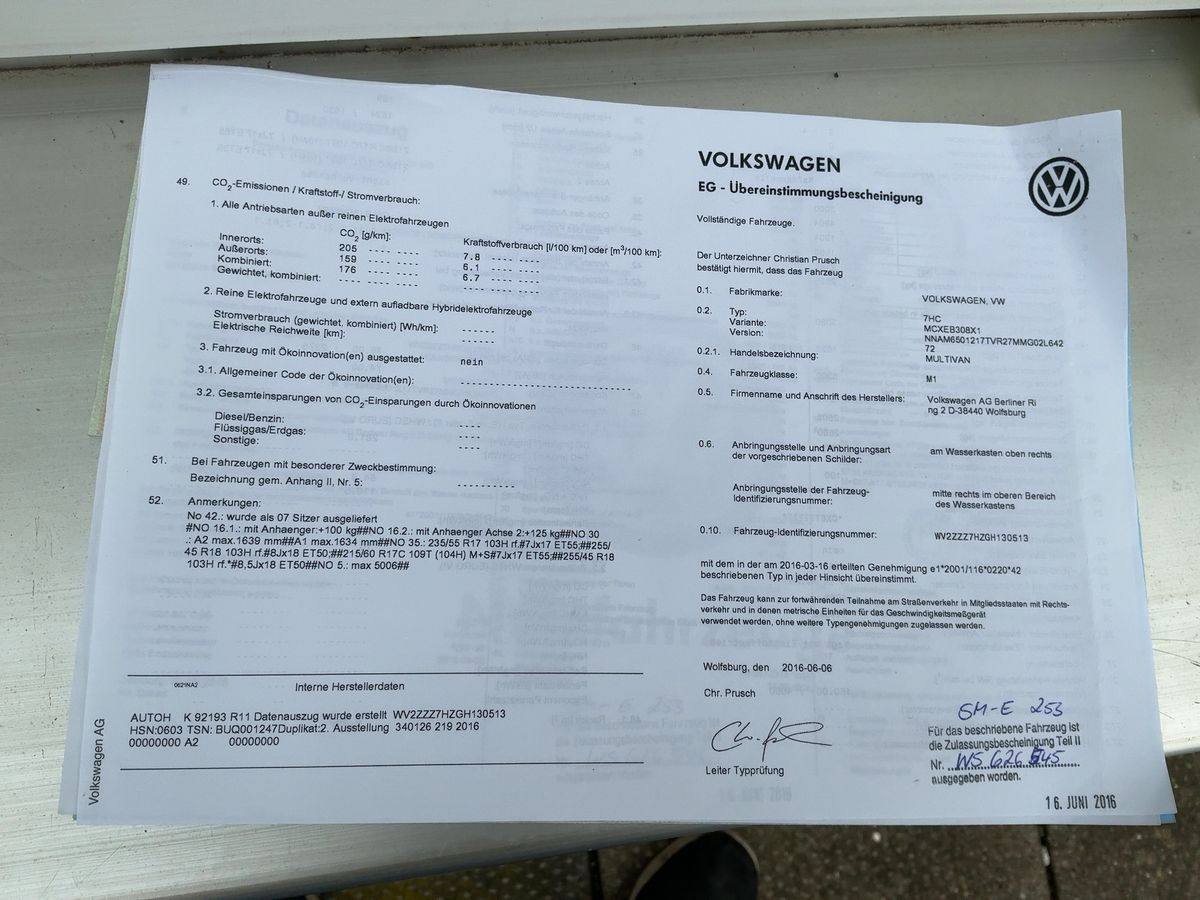 49. CO2-Emissionen / Kraftstoff-/ Stromverbrauch:
1. Alle Antriebsarten außer reinen Elektrofahrzeugen
CO2 [g/km]: Kraftstoffverbrauch [l/100 km] oder [m³/100 km]:
Innerorts: 205 ---- ---- 7.8 ---- ----
Außerorts: 159 ---- ---- 6.1 ---- ----
Kombiniert: 176 ---- ---- 6.7 ---- ----
Gewichtet, kombiniert: ---- ---- ---- ---- ---- ----
2. Reine Elektrofahrzeuge und extern aufladbare Hybridelektrofahrzeuge
Stromverbrauch (gewichtet, kombiniert) [Wh/km]: ------
Elektrische Reichweite [km]: ------
3. Fahrzeug mit Ökoinnovation(en) ausgestattet: nein
3.1. Allgemeiner Code der Ökoinnovation(en): ------------------------------
3.2. Gesamteinsparungen von CO2-Einsparungen durch Ökoinnovationen
Diesel/Benzin: ----
Flüssiggas/Erdgas: ----
Sonstige: ----
51. Bei Fahrzeugen mit besonderer Zweckbestimmung:
Bezeichnung gem. Anhang II, Nr. 5: ----------
52. Anmerkungen:
No 42.: wurde als 07 Sitzer ausgeliefert
#NO 16.1.: mit Anhaenger:+100 kg##NO 16.2.: mit Anhaenger Achse 2:+125 kg##NO 30
.: A2 max.1639 mm##A1 max.1634 mm##NO 35.: 235/55 R17 103H rf.#7Jx17 ET55;##255/
45 R18 103H rf.#8Jx18 ET50;##215/60 R17C 109T (104H) M+S#7Jx17 ET55;##255/45 R18
103H rf.*#8,5Jx18 ET50##NO 5.: max 5006##
0621NA2
Interne Herstellerdaten
AUTOH K 92193 R11 Datenauszug wurde erstellt WV2ZZZ7HZGH130513
HSN:0603 TSN: BUQ001247Duplikat:2. Ausstellung 340126 219 2016
00000000 A2 00000000
Volkswagen AG
VOLKSWAGEN
EG - Übereinstimmungsbescheinigung
Vollständige Fahrzeuge.
Der Unterzeichner Christian Prusch
bestätigt hiermit, dass das Fahrzeug
0.1. Fabrikmarke: VOLKSWAGEN, VW
0.2. Typ: 7HC
Variante: MCXEB308X1
Version: NNAM6501217TVR27MMG02L642
72
0.2.1. Handelsbezeichnung: MULTIVAN
0.4. Fahrzeugklasse: M1
0.5. Firmenname und Anschrift des Herstellers: Volkswagen AG Berliner Ri
ng 2 D-38440 Wolfsburg
0.6. Anbringungsstelle und Anbringungsart am Wasserkasten oben rechts
der vorgeschriebenen Schilder:
Anbringungsstelle der Fahrzeug- mitte rechts im oberen Bereich
Identifizierungsnummer: des Wasserkastens
0.10. Fahrzeug-Identifizierungsnummer: WV2ZZZ7HZGH130513
mit dem in der am 2016-03-16 erteilten Genehmigung e1*2001/116*0220*42
beschriebenen Typ in jeder Hinsicht übereinstimmt.
Das Fahrzeug kann zur fortwährenden Teilnahme am Straßenverkehr in Mitgliedsstaaten mit Rechts-
verkehr und in denen metrische Einheiten für das Geschwindigkeitsmeßgerät
verwendet werden, ohne weitere Typengenehmigungen zugelassen werden.
Wolfsburg, den 2016-06-06
Chr. Prusch
Leiter Typprüfung
GM-E 253
Für das beschriebene Fahrzeug ist
die Zulassungsbescheinigung Teil II
Nr. WS 626 545
ausgegeben worden.
16. JUNI 2016